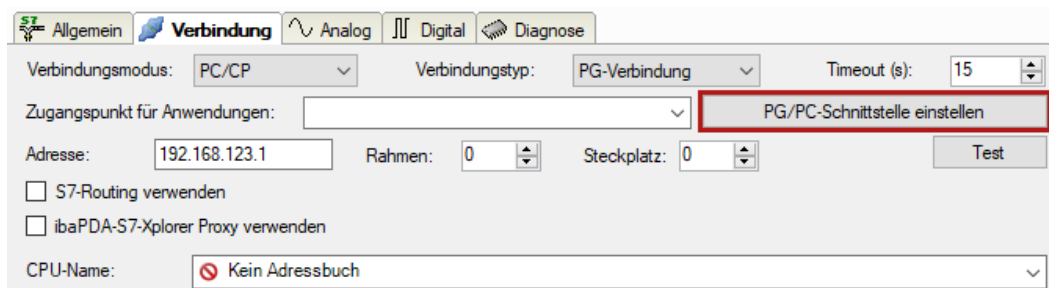 S7 Allgemein Verbindung Analog Digital Diagnose
Verbindungsmodus: PC/CP Verbindungstyp: PG-Verbindung Timeout (s): 15
Zugangspunkt für Anwendungen: PG/PC-Schnittstelle einstellen
Adresse: 192.168.123.1 Rahmen: 0 Steckplatz: 0 Test
S7-Routing verwenden
ibaPDA-S7-Xplorer Proxy verwenden
CPU-Name: Kein Adressbuch